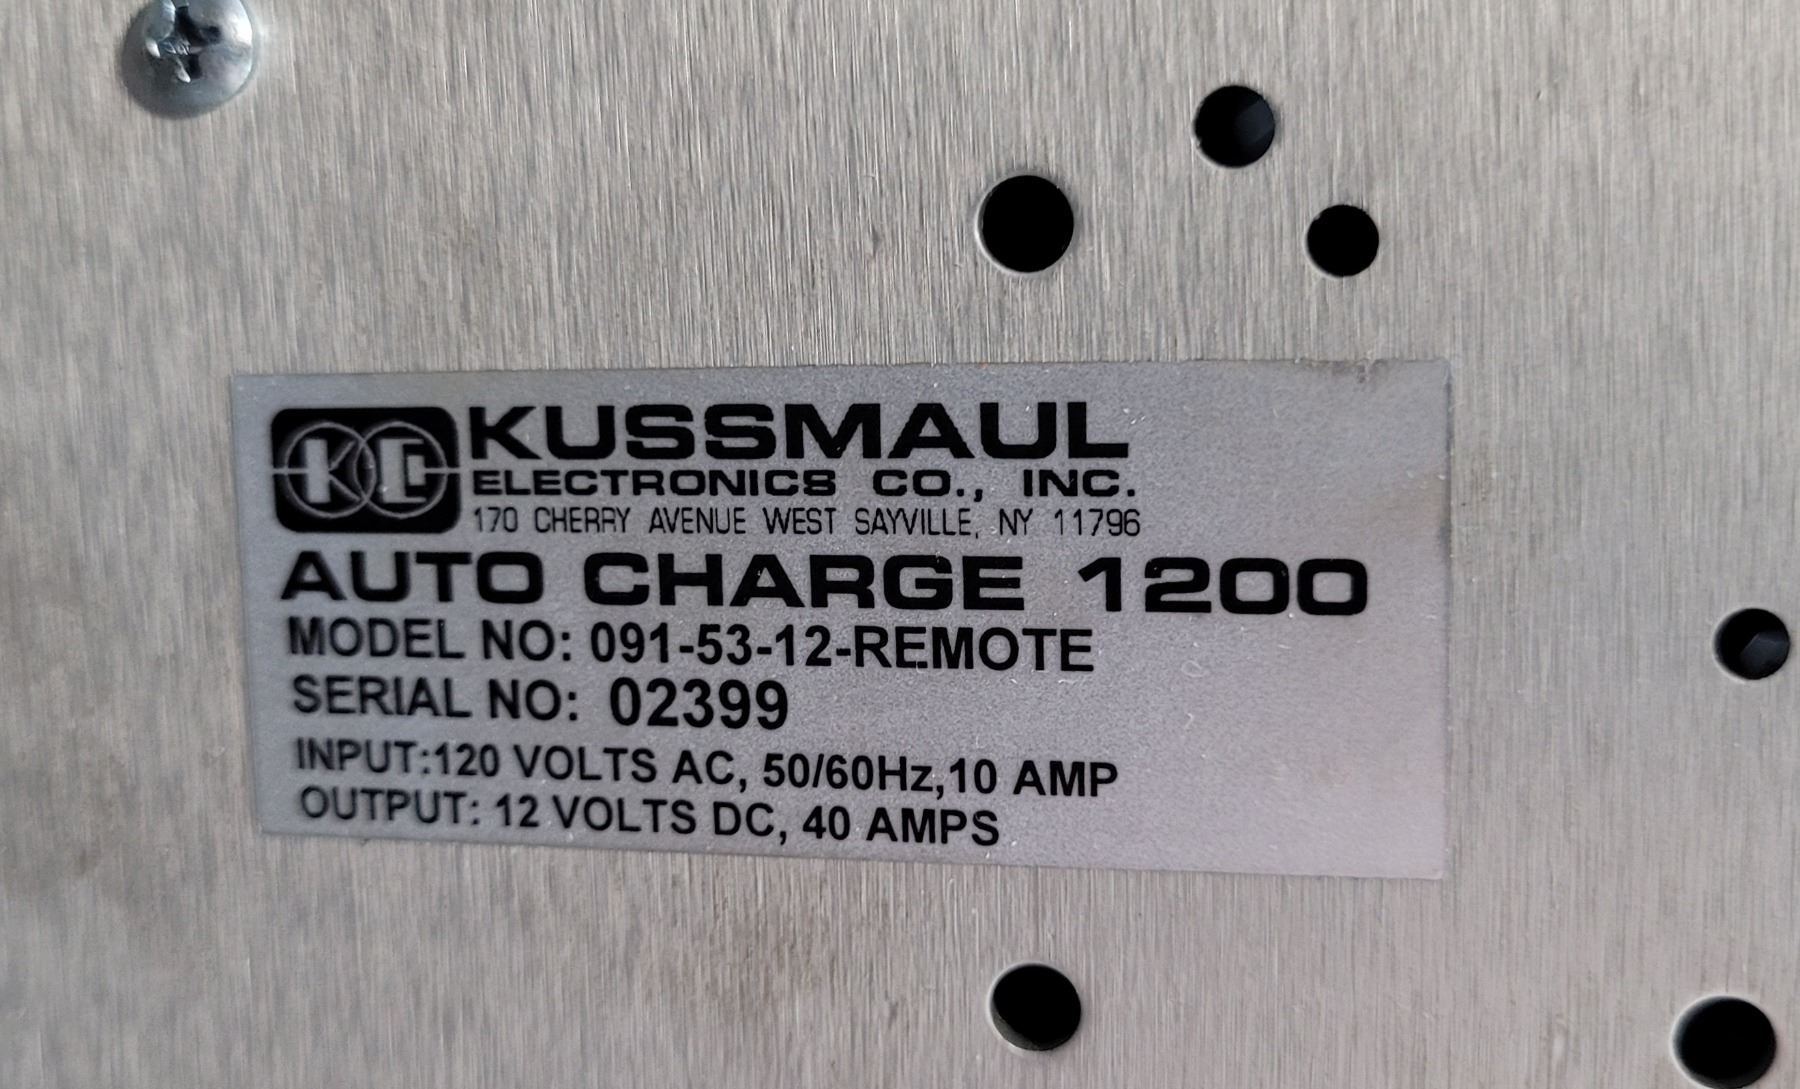 KC KUSSMAUL
ELECTRONICS CO., INC.
170 CHERRY AVENUE WEST SAYVILLE, NY 11796
AUTO CHARGE 1200
MODEL NO: 091-53-12-REMOTE
SERIAL NO: 02399
INPUT:120 VOLTS AC, 50/60Hz,10 AMP
OUTPUT: 12 VOLTS DC, 40 AMPS